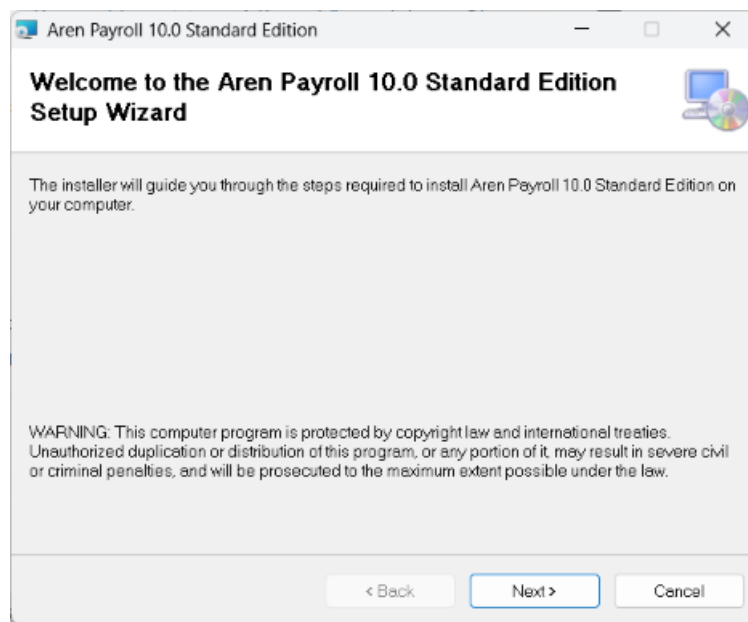 Aren Payroll 10.0 Standard Edition
Welcome to the Aren Payroll 10.0 Standard Edition
Setup Wizard
The installer will guide you through the steps required to install Aren Payroll 10.0 Standard Edition on
your computer.
WARNING: This computer program is protected by copyright law and international treaties.
Unauthorized duplication or distribution of this program, or any portion of it, may result in severe civil
or criminal penalties, and will be prosecuted to the maximum extent possible under the law.
< Back Next > Cancel